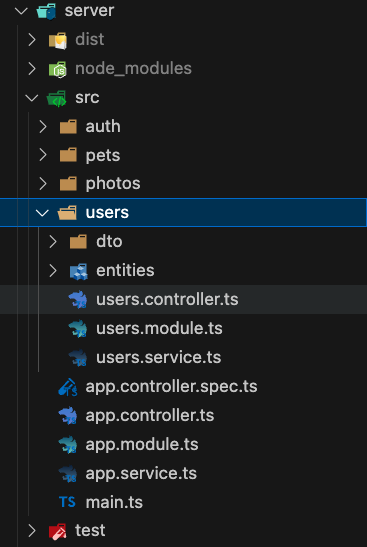 server
dist
node_modules
src
auth
pets
photos
users
dto
entities
users.controller.ts
users.module.ts
users.service.ts
app.controller.spec.ts
app.controller.ts
app.module.ts
app.service.ts
TS main.ts
test